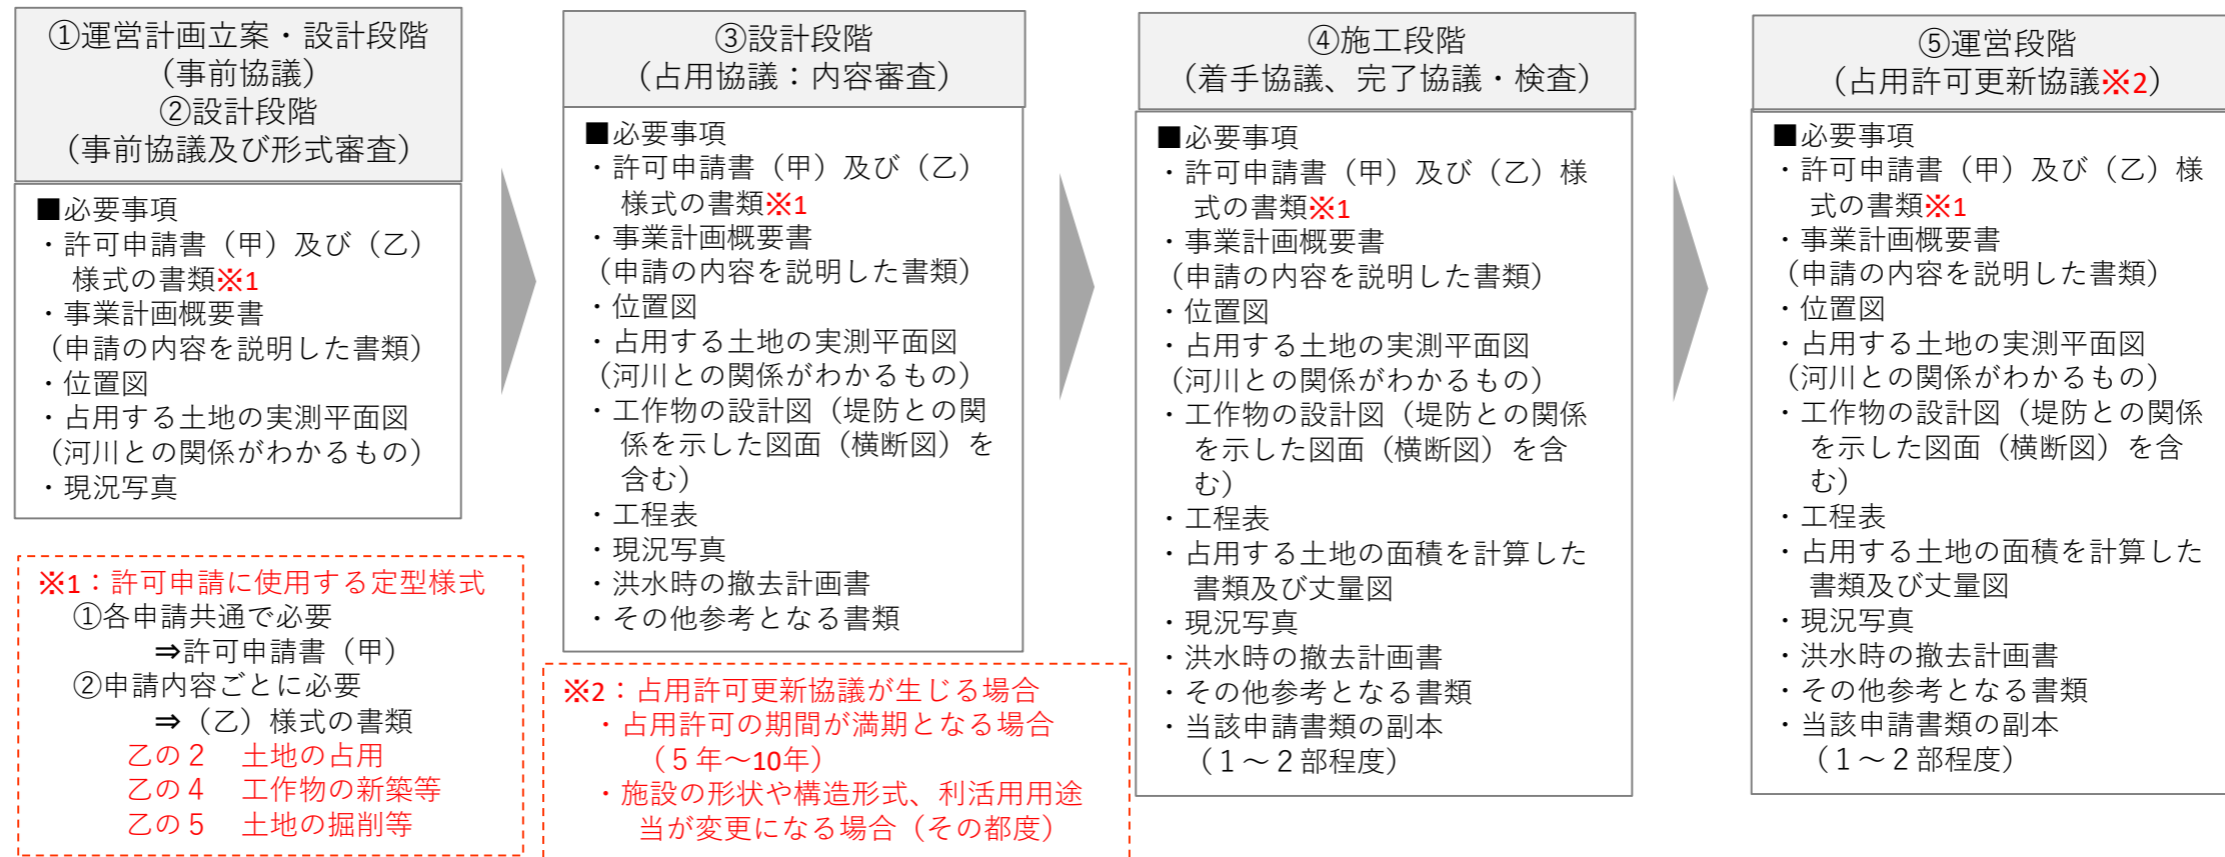 ①運営計画立案・設計段階
（事前協議）
②設計段階
（事前協議及び形式審査）
■必要事項
・許可申請書（甲）及び（乙）
様式の書類※1
・事業計画概要書
（申請の内容を説明した書類）
・位置図
・占用する土地の実測平面図
（河川との関係がわかるもの）
・現況写真
※1：許可申請に使用する定型様式
①各申請共通で必要
⇒許可申請書（甲）
②申請内容ごとに必要
⇒（乙）様式の書類
乙の２　土地の占用
乙の４　工作物の新築等
乙の５　土地の掘削等
③設計段階
（占用協議：内容審査）
■必要事項
・許可申請書（甲）及び（乙）
様式の書類※1
・事業計画概要書
（申請の内容を説明した書類）
・位置図
・占用する土地の実測平面図
（河川との関係がわかるもの）
・工作物の設計図（堤防との関
係を示した図面（横断図）を
含む）
・工程表
・現況写真
・洪水時の撤去計画書
・その他参考となる書類
※2：占用許可更新協議が生じる場合
・占用許可の期間が満期となる場合
（５年～10年）
・施設の形状や構造形式、利活用用途
当が変更になる場合（その都度）
④施工段階
（着手協議、完了協議・検査）
■必要事項
・許可申請書（甲）及び（乙）様
式の書類※1
・事業計画概要書
（申請の内容を説明した書類）
・位置図
・占用する土地の実測平面図
（河川との関係がわかるもの）
・工作物の設計図（堤防との関係
を示した図面（横断図）を含
む）
・工程表
・占用する土地の面積を計算した
書類及び丈量図
・現況写真
・洪水時の撤去計画書
・その他参考となる書類
・当該申請書類の副本
（１～２部程度）
⑤運営段階
（占用許可更新協議※2）
■必要事項
・許可申請書（甲）及び（乙）様
式の書類※1
・事業計画概要書
（申請の内容を説明した書類）
・位置図
・占用する土地の実測平面図
（河川との関係がわかるもの）
・工作物の設計図（堤防との関係
を示した図面（横断図）を含
む）
・工程表
・占用する土地の面積を計算した
書類及び丈量図
・現況写真
・洪水時の撤去計画書
・その他参考となる書類
・当該申請書類の副本
（１～２部程度）